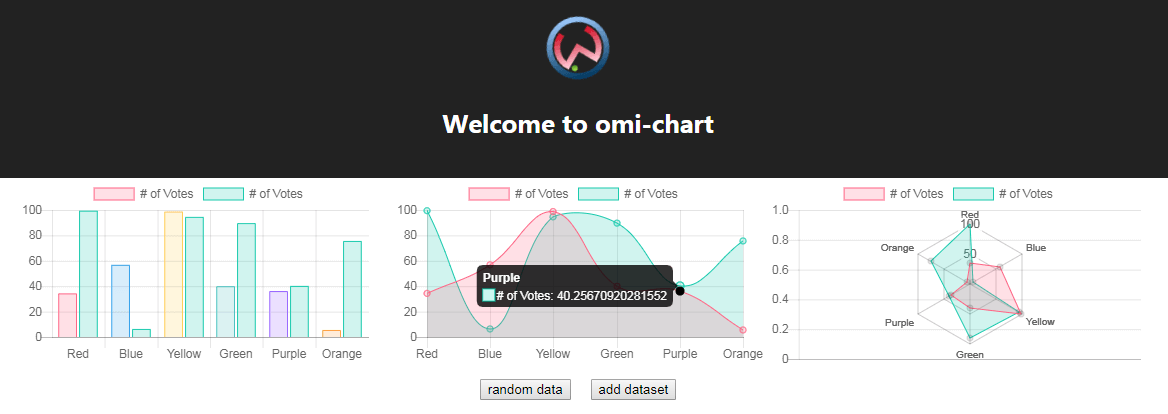 Welcome to omi-chart
# of Votes # of Votes
100
80
60
40
20
0
Red Blue Yellow Green Purple Orange
# of Votes # of Votes
100
80
60
40
20
0
Purple
# of Votes: 40.25670920281552
Red Blue Yellow Green Purple Orange
# of Votes # of Votes
1.0
0.8
0.6
0.4
0.2
0
Red
100
50
Orange Blue
Purple Yellow
Green
random data add dataset